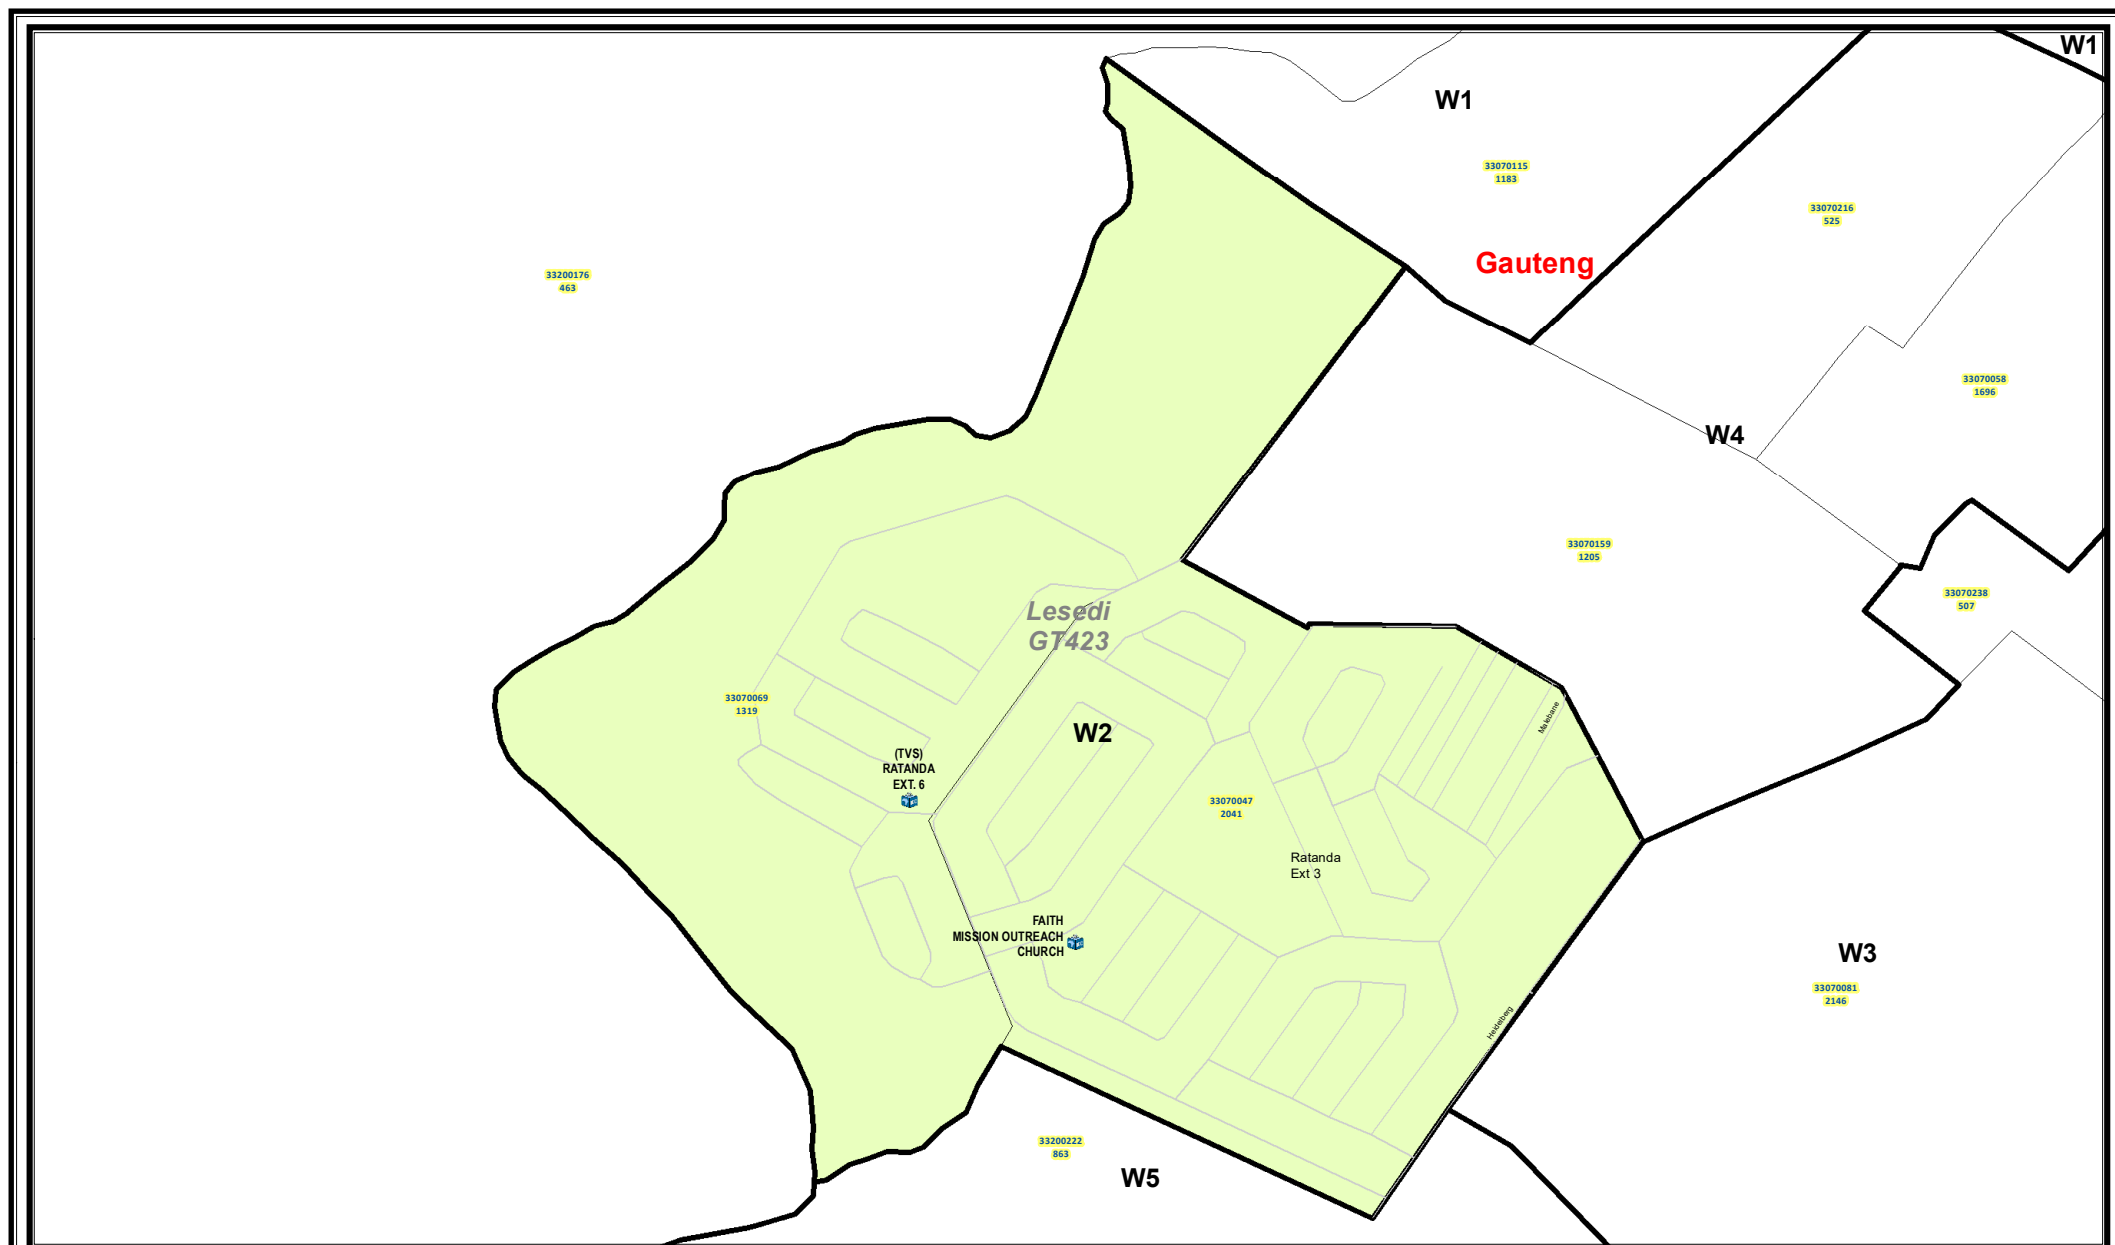 W1
W1
33070115
1183
33070216
525
Gauteng
33200176
463
33070058
1696
W4
33070159
1205
33070238
507
Lesedi
GT423
33070069
1319
Malebane
W2
(TVS)
RATANDA
EXT. 6
33070047
2041
Ratanda
Ext 3
FAITH
MISSION OUTREACH
CHURCH
W3
33070081
2146
Heidelberg
33200222
863
W5